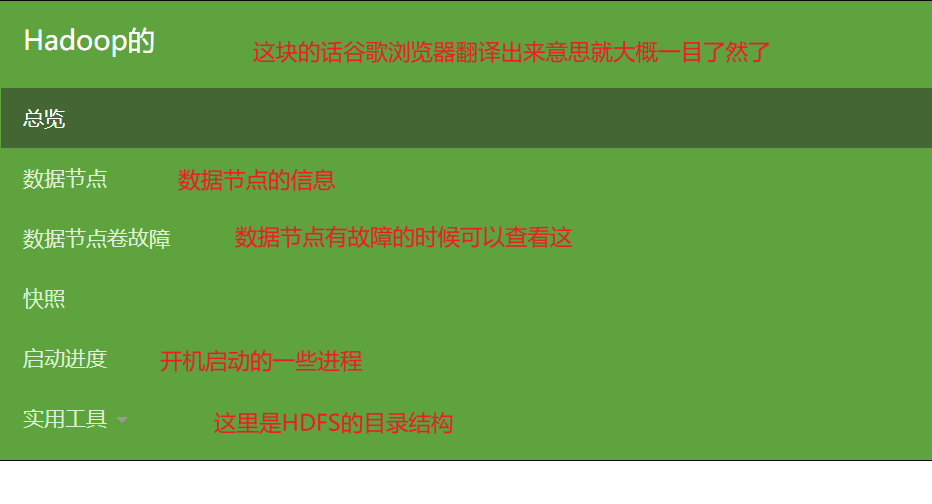 Hadoop的
这块的话谷歌浏览器翻译出来意思就大概一目了然了
总览
数据节点 数据节点的信息
数据节点卷故障 数据节点有故障的时候可以查看这
快照
启动进度 开机启动的一些进程
实用工具 这里是HDFS的目录结构